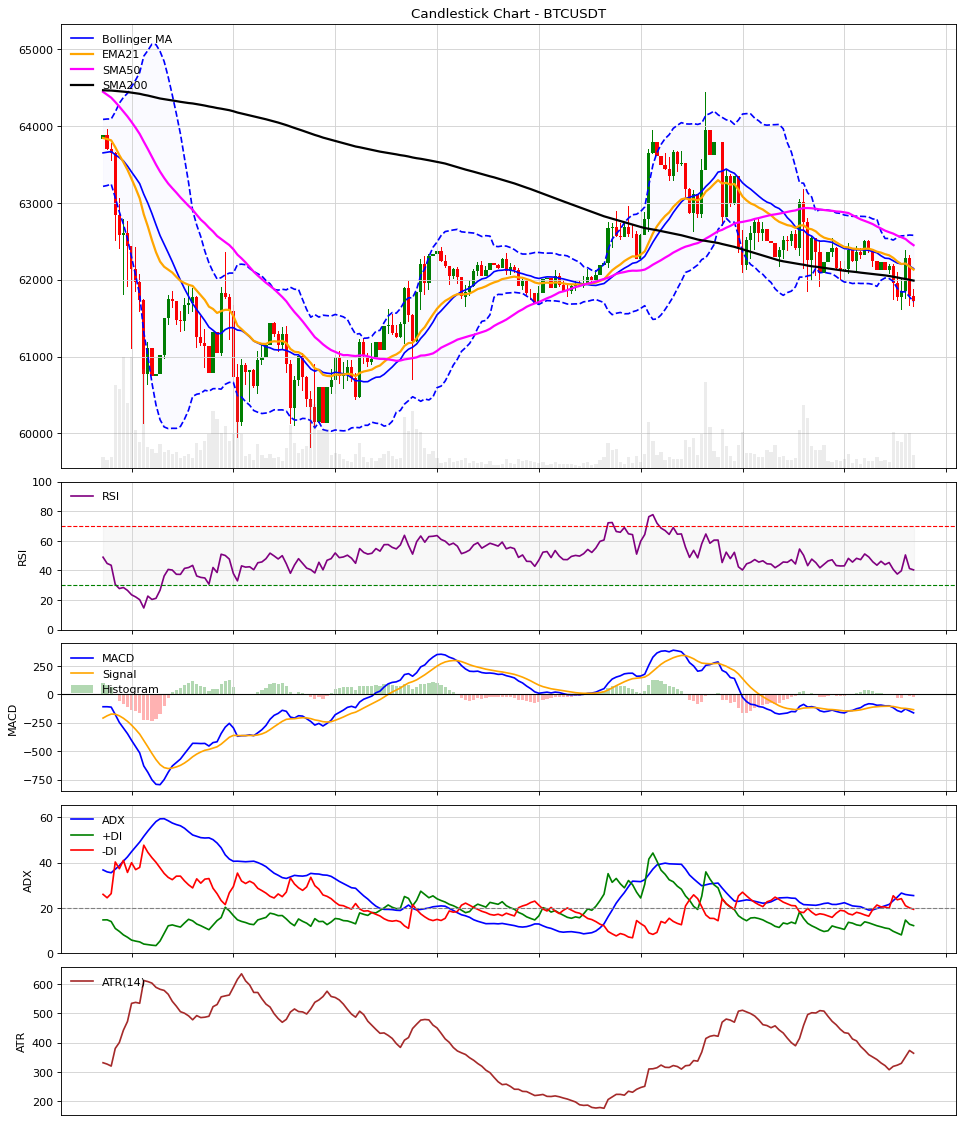 Candlestick Chart - BTCUSDT
Bollinger MA
EMA21
SMA50
SMA200
65000
64000
63000
62000
61000
60000
RSI
100
80
60
40
20
0
RSI
MACD
Signal
Histogram
250
0
−250
−500
−750
MACD
ADX
+DI
-DI
60
40
20
0
ADX
ATR(14)
600
500
400
300
200
ATR